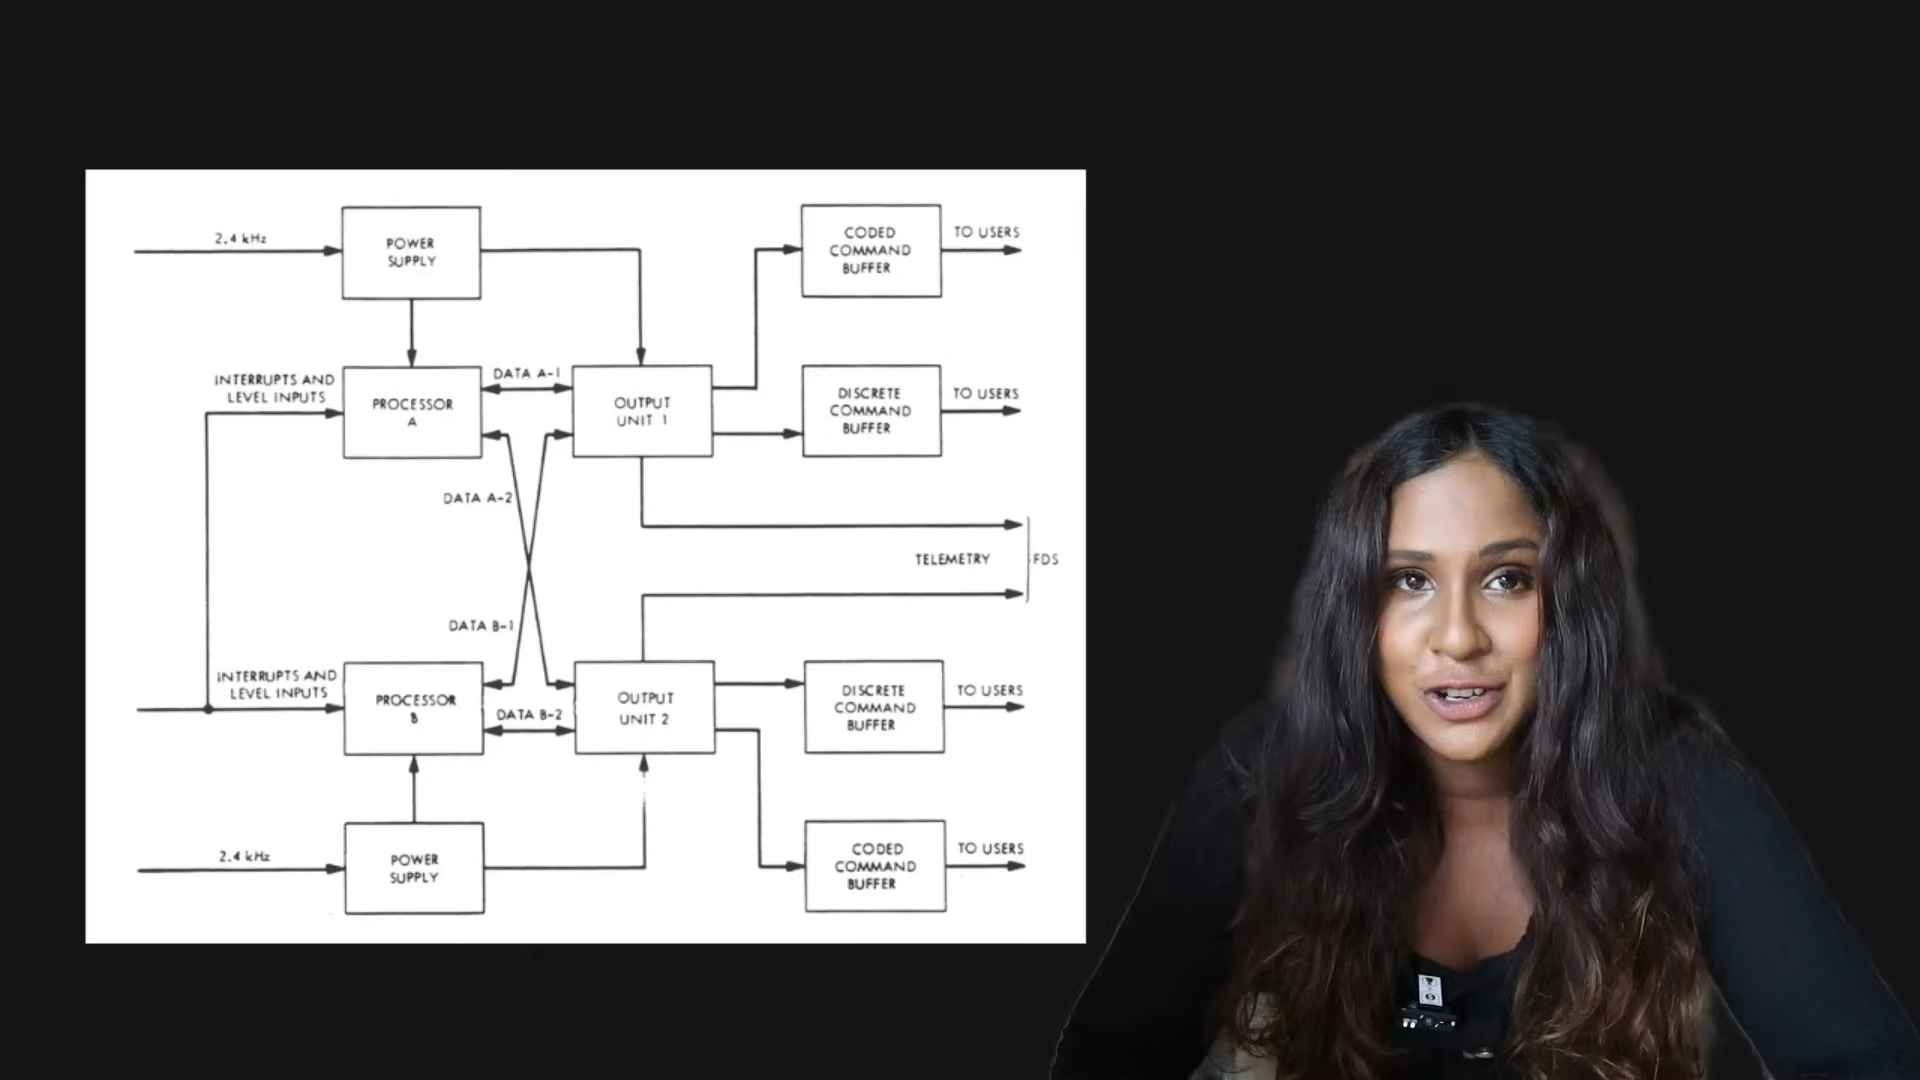 2.4 kHz
POWER
SUPPLY
CODED
COMMAND
BUFFER
TO USERS
INTERRUPTS AND
LEVEL INPUTS
PROCESSOR
A
DATA A-1
OUTPUT
UNIT 1
DISCRETE
COMMAND
BUFFER
TO USERS
DATA A-2
TELEMETRY
FDS
DATA B-1
INTERRUPTS AND
LEVEL INPUTS
PROCESSOR
B
DATA B-2
OUTPUT
UNIT 2
DISCRETE
COMMAND
BUFFER
TO USERS
2.4 kHz
POWER
SUPPLY
CODED
COMMAND
BUFFER
TO USERS